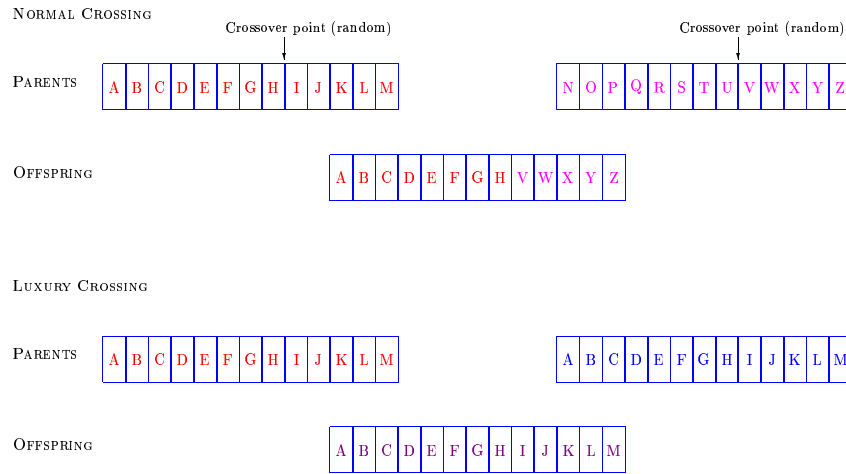 NORMAL CROSSING
Crossover point (random) Crossover point (random)
PARENTS A B C D E F G H I J K L M N O P Q R S T U V W X Y Z
OFFSPRING A B C D E F G H V W X Y Z
LUXURY CROSSING
PARENTS A B C D E F G H I J K L M A B C D E F G H I J K L M
OFFSPRING A B C D E F G H I J K L M